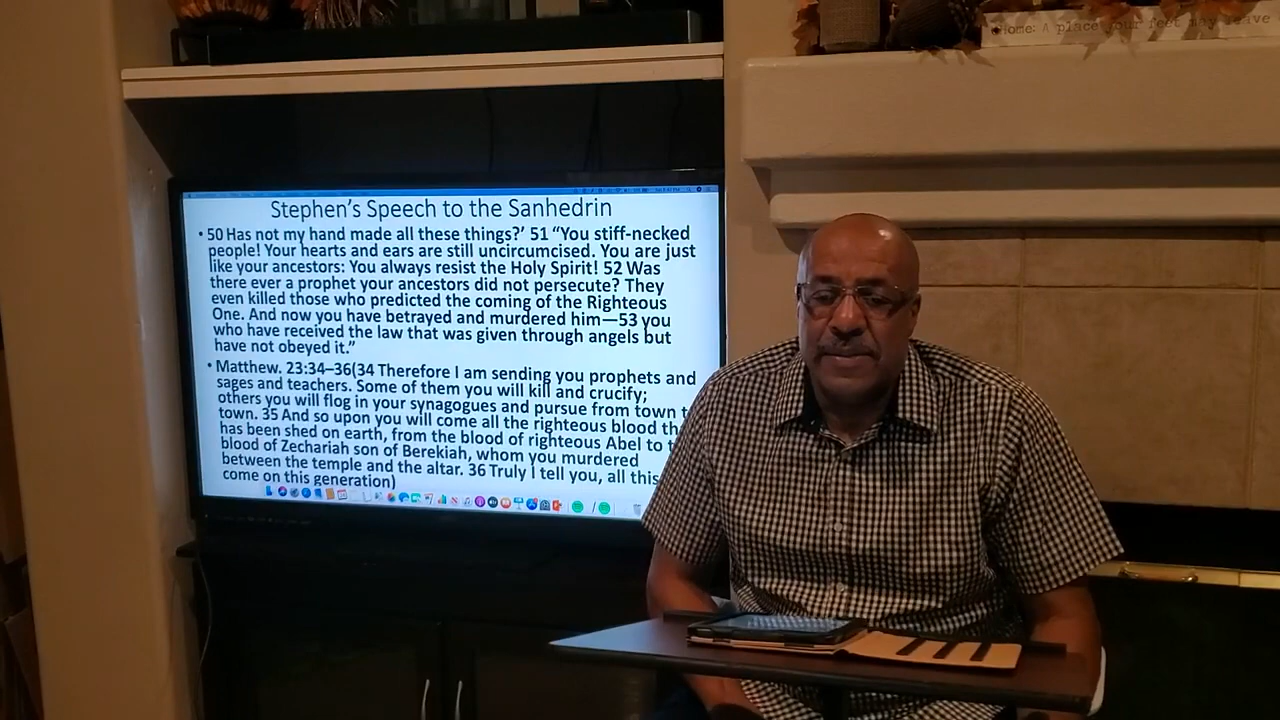 Home: A place your feet may leave
Stephen's Speech to the Sanhedrin
• 50 Has not my hand made all these things?' 51 "You stiff-necked
people! Your hearts and ears are still uncircumcised. You are just
like your ancestors: You always resist the Holy Spirit! 52 Was
there ever a prophet your ancestors did not persecute? They
even killed those who predicted the coming of the Righteous
One. And now you have betrayed and murdered him—53 you
who have received the law that was given through angels but
have not obeyed it."
• Matthew. 23:34–36(34 Therefore I am sending you prophets and
sages and teachers. Some of them you will kill and crucify;
others you will flog in your synagogues and pursue from town
town. 35 And so upon you will come all the righteous blood
has been shed on earth, from the blood of righteous Abel to
blood of Zechariah son of Berekiah, whom you murdered
between the temple and the altar. 36 Truly I tell you, all this
come on this generation)